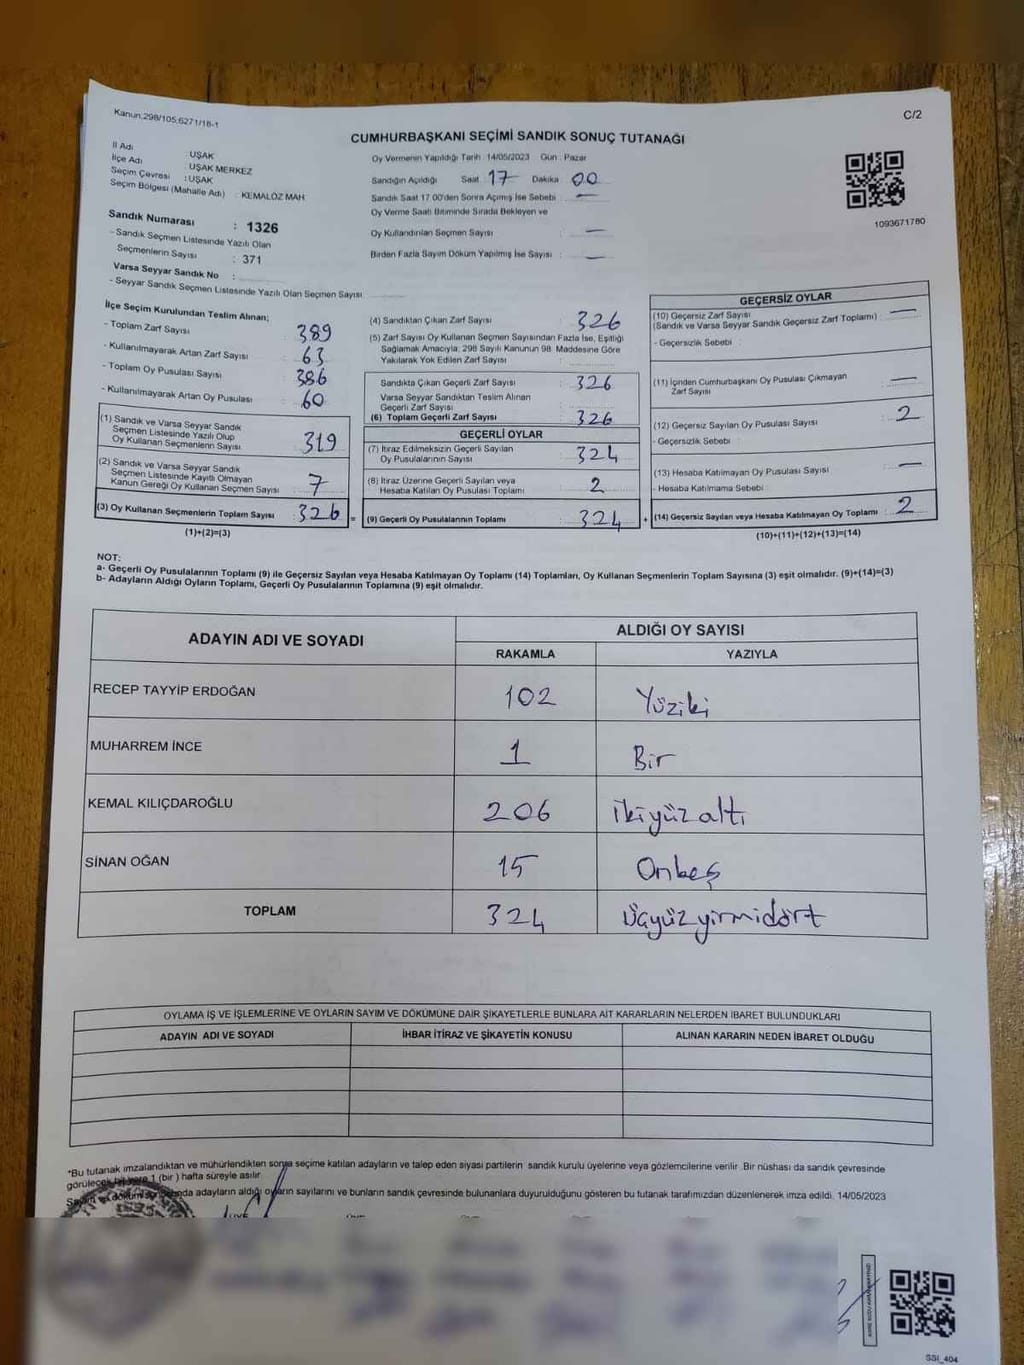 Kanun;298/105;6271/16-1
C/2
CUMHURBAŞKANI SEÇİMİ SANDIK SONUÇ TUTANAĞI
İl Adı : UŞAK
İlçe Adı : UŞAK MERKEZ
Seçim Çevresi : UŞAK
Seçim Bölgesi (Mahalle Adı) : KEMALÖZ MAH
Sandık Numarası : 1326
- Sandık Seçmen Listesinde Yazılı Olan
Seçmenlerin Sayısı : 371
Varsa Seyyar Sandık No :
- Seyyar Sandık Seçmen Listesinde Yazılı Olan Seçmen Sayısı
Oy Vermenin Yapıldığı Tarih 14/05/2023 Gün : Pazar
Sandığın Açıldığı Saat 17 Dakika 00
Sandık Saat 17.00'den Sonra Açımış İse Sebebi : —
Oy Verme Saati Bitiminde Sırada Bekleyen ve
Oy Kullandırılan Seçmen Sayısı : —
Birden Fazla Sayım Döküm Yapılmış İse Sayısı : —
1093671780
İlçe Seçim Kurulundan Teslim Alınan;
- Toplam Zarf Sayısı : 389
- Kullanılmayarak Artan Zarf Sayısı : 63
- Toplam Oy Pusulası Sayısı : 386
- Kullanılmayarak Artan Oy Pusulası : 60
(1) Sandık ve Varsa Seyyar Sandık
Seçmen Listesinde Yazılı Olup
Oy Kullanan Seçmenlerin Sayısı : 319
(2) Sandık ve Varsa Seyyar Sandık
Seçmen Listesinde Kayıtlı Olmayan
Kanun Gereği Oy Kullanan Seçmen Sayısı : 7
(3) Oy Kullanan Seçmenlerin Toplam Sayısı : 326
(1)+(2)=(3)
(4) Sandıktan Çıkan Zarf Sayısı : 326
(5) Zarf Sayısı Oy Kullanan Seçmen Sayısından Fazla İse, Eşitliği
Sağlamak Amacıyla; 298 Sayılı Kanunun 98. Maddesine Göre
Yakılarak Yok Edilen Zarf Sayısı :
Sandıkta Çıkan Geçerli Zarf Sayısı : 326
Varsa Seyyar Sandıktan Teslim Alınan
Geçerli Zarf Sayısı :
(6) Toplam Geçerli Zarf Sayısı : 326
GEÇERLİ OYLAR
(7) İtiraz Edilmeksizin Geçerli Sayılan
Oy Pusulalarının Sayısı : 324
(8) İtiraz Üzerine Geçerli Sayılan veya
Hesaba Katılan Oy Pusulası Toplamı : 2
= (9) Geçerli Oy Pusulalarının Toplamı : 324
GEÇERSİZ OYLAR
(10) Geçersiz Zarf Sayısı : —
(Sandık ve Varsa Seyyar Sandık Geçersiz Zarf Toplamı)
- Geçersizlik Sebebi :
(11) İçinden Cumhurbaşkanı Oy Pusulası Çıkmayan
Zarf Sayısı : —
(12) Geçersiz Sayılan Oy Pusulası Sayısı : 2
- Geçersizlik Sebebi :
(13) Hesaba Katılmayan Oy Pusulası Sayısı : —
- Hesaba Katılmama Sebebi :
+ (14) Geçersiz Sayılan veya Hesaba Katılmayan Oy Toplamı : 2
(10)+(11)+(12)+(13)=(14)
NOT:
a- Geçerli Oy Pusulalarının Toplamı (9) ile Geçersiz Sayılan veya Hesaba Katılmayan Oy Toplamı (14) Toplamları, Oy Kullanan Seçmenlerin Toplam Sayısına (3) eşit olmalıdır. (9)+(14)=(3)
b- Adayların Aldığı Oyların Toplamı, Geçerli Oy Pusulalarının Toplamına (9) eşit olmalıdır.
ADAYIN ADI VE SOYADI
ALDIĞI OY SAYISI
RAKAMLA YAZIYLA
RECEP TAYYİP ERDOĞAN 102 Yüziki
MUHARREM İNCE 1 Bir
KEMAL KILIÇDAROĞLU 206 ikiyüzaltı
SİNAN OĞAN 15 Onbeş
TOPLAM 324 üçyüzyirmidört
OYLAMA İŞ VE İŞLEMLERİNE VE OYLARIN SAYIM VE DÖKÜMÜNE DAİR ŞİKAYETLERLE BUNLARA AİT KARARLARIN NELERDEN İBARET BULUNDUKLARI
ADAYIN ADI VE SOYADI İHBAR İTİRAZ VE ŞİKAYETİN KONUSU ALINAN KARARIN NEDEN İBARET OLDUĞU
*Bu tutanak imzalandıktan ve mühürlendikten sonra seçime katılan adayların ve talep eden siyasi partilerin sandık kurulu üyelerine veya gözlemcilerine verilir. Bir nüshası da sandık çevresinde
görülecek bir yere 1 (bir) hafta süreyle asılır.
adayların aldığı oyların sayılarını ve bunların sandık çevresinde bulunanlara duyurulduğunu gösteren bu tutanak tarafımızdan düzenlenerek imza edildi. 14/05/2023
SSI_404